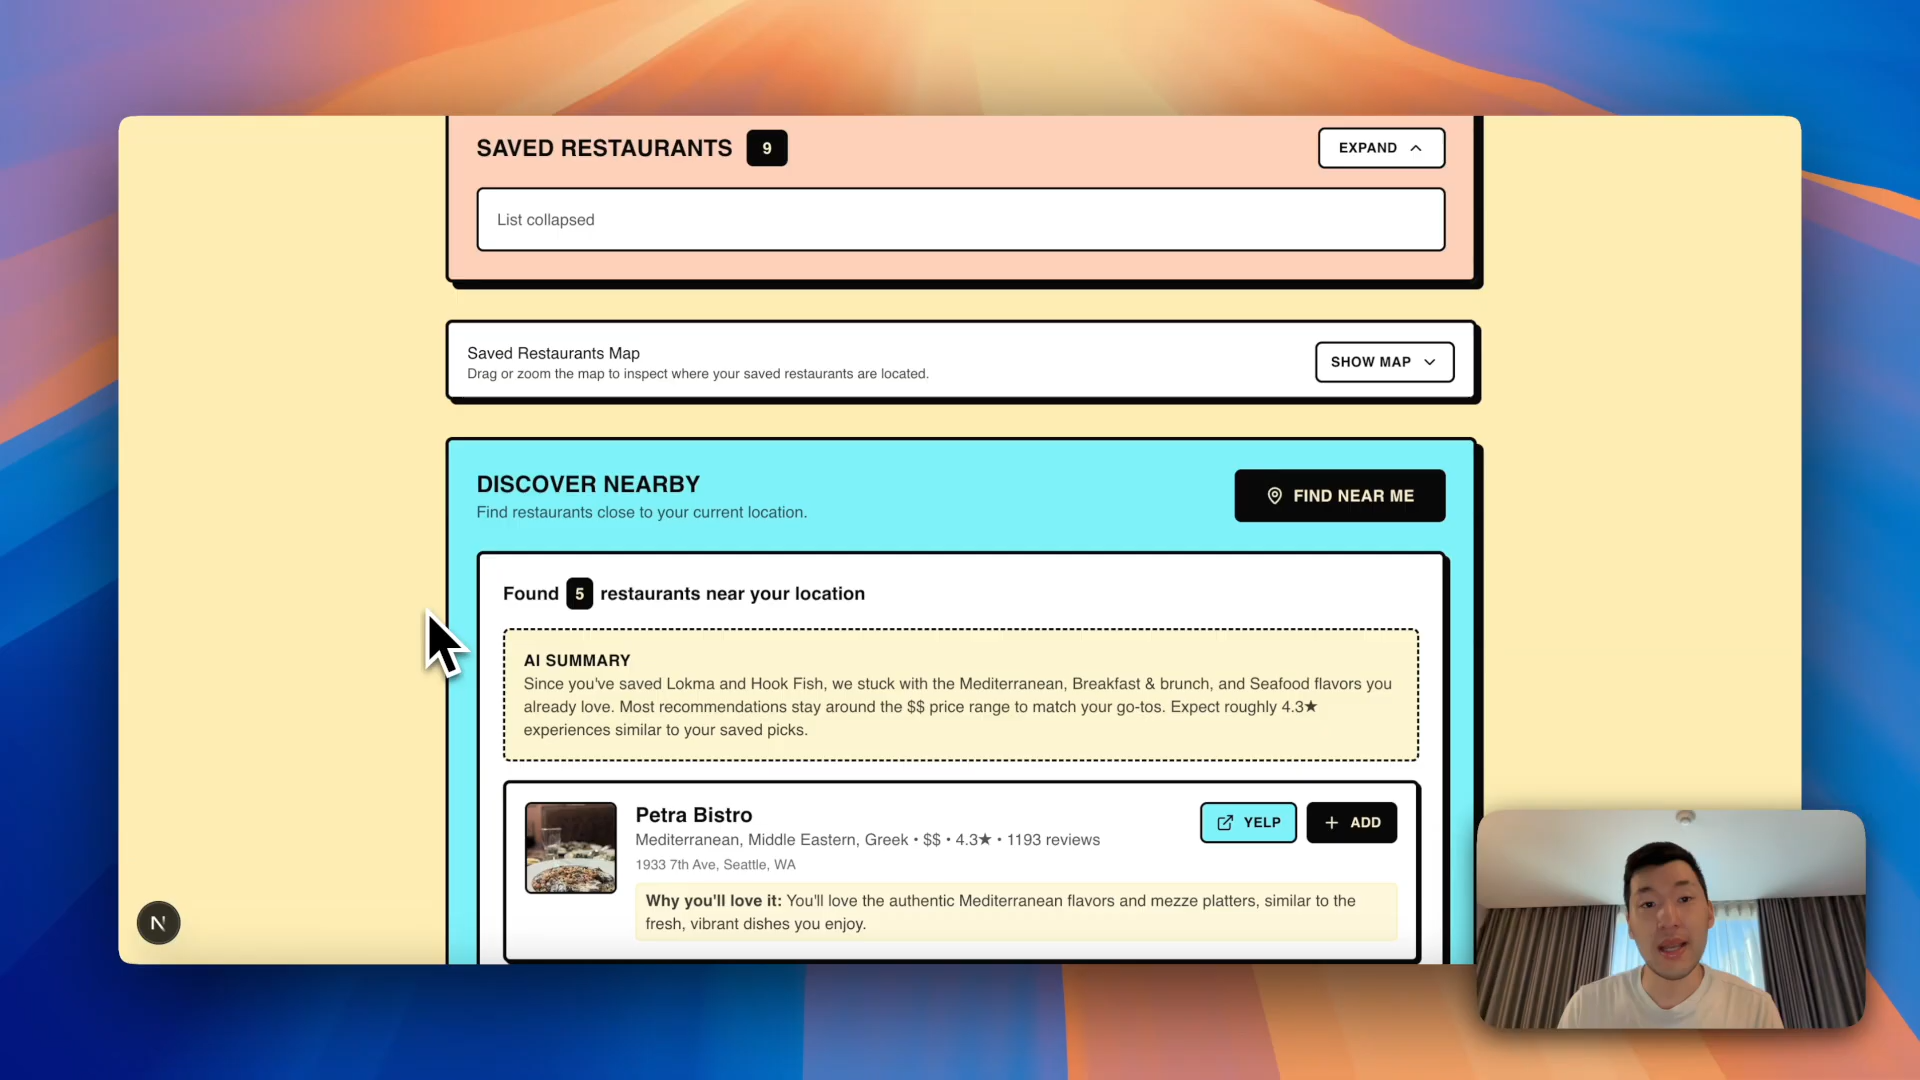 SAVED RESTAURANTS 9
EXPAND
List collapsed
Saved Restaurants Map
Drag or zoom the map to inspect where your saved restaurants are located.
SHOW MAP
DISCOVER NEARBY
Find restaurants close to your current location.
FIND NEAR ME
Found 5 restaurants near your location
AI SUMMARY
Since you've saved Lokma and Hook Fish, we stuck with the Mediterranean, Breakfast & brunch, and Seafood flavors you
already love. Most recommendations stay around the $$ price range to match your go-tos. Expect roughly 4.3★
experiences similar to your saved picks.
Petra Bistro
Mediterranean, Middle Eastern, Greek • $$ • 4.3★ • 1193 reviews
1933 7th Ave, Seattle, WA
YELP
+ ADD
Why you'll love it: You'll love the authentic Mediterranean flavors and mezze platters, similar to the
fresh, vibrant dishes you enjoy.
N